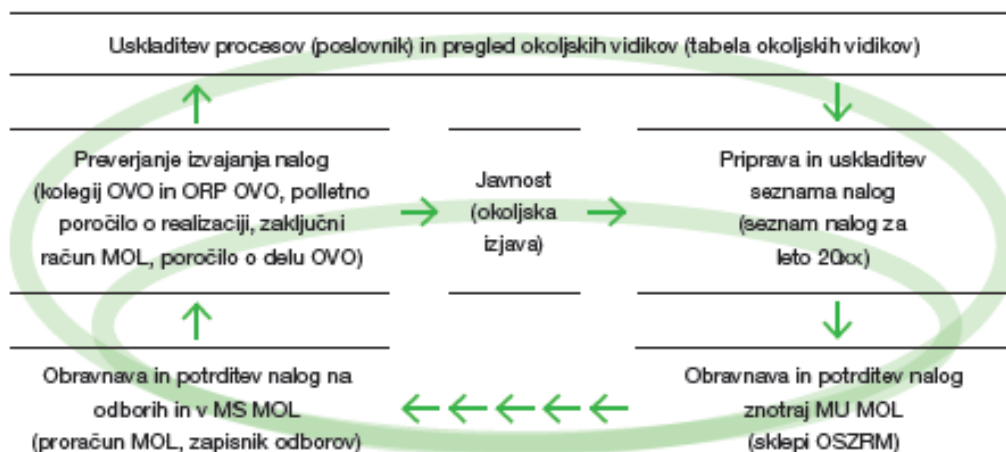 Uskladitev procesov (poslovnik) in pregled okoljskih vidikov (tabela okoljskih vidikov)
Preverjanje izvajanja nalog
(kolegij OVO in ORP OVO, polletno
poročilo o realizaciji, zaključni
račun MOL, poročilo o delu OVO)
Javnost
(okoljska
izjava)
Priprava in uskladitev
seznama nalog
(seznam nalog za
leto 20xx)
Obravnava in potrditev nalog na
odborih in v MS MOL
(proračun MOL, zapisnik odborov)
Obravnava in potrditev nalog
znotraj MU MOL
(sklepi OSZRM)